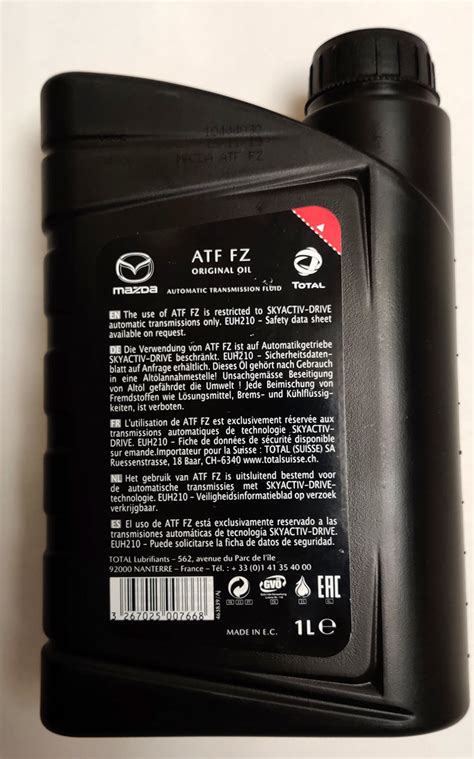 MAZDA ATF FZ
ATF FZ
ORIGINAL OIL
mazda
AUTOMATIC TRANSMISSION FLUID
TOTAL
EN The use of ATF FZ is restricted to SKYACTIV-DRIVE
automatic transmissions only. EUH210 - Safety data sheet
available on request.
DE Die Verwendung von ATF FZ ist auf Automatikgetriebe
SKYACTIV-DRIVE beschränkt. EUH210 - Sicherheitsdaten-
blatt auf Anfrage erhältlich. Dieses Öl gehört nach Gebrauch
in eine Altölannahmestelle! Unsachgemässe Beseitigung
von Altöl gefährdet die Umwelt ! Jede Beimischung von
Fremdstoffen wie Lösungsmittel, Brems- und Kühlflüssig-
keiten, ist verboten.
FR L'utilisation de ATF FZ est exclusivement réservée aux
transmissions automatiques de technologie SKYACTIV-
DRIVE. EUH210 - Fiche de données de sécurité disponible
sur emande.Importateur pour la Suisse : TOTAL (SUISSE) SA
Ruessenstrasse, 18 Baar, CH-6340 www.totalsuisse.ch
NL Het gebruik van ATF FZ is uitsluitend bestemd voor
de automatische transmissies met SKYACTIV-DRIVE-
technologie. EUH210 - Veiligheidsinformatieblad op verzoek
verkrijgbaar.
ES El uso de ATF FZ está exclusivamente reservado a las
transmisiones automáticas de tecnología SKYACTIV-DRIVE.
EUH210 - Puede solicitarse la ficha de datos de seguridad.
TOTAL Lubrifiants - 562, avenue du Parc de l'île
92000 NANTERRE - France - Tél. : + 33 (0)1 41 35 40 00
3 267025 007668
GVÖ
EAC
MADE IN E.C.
1L e